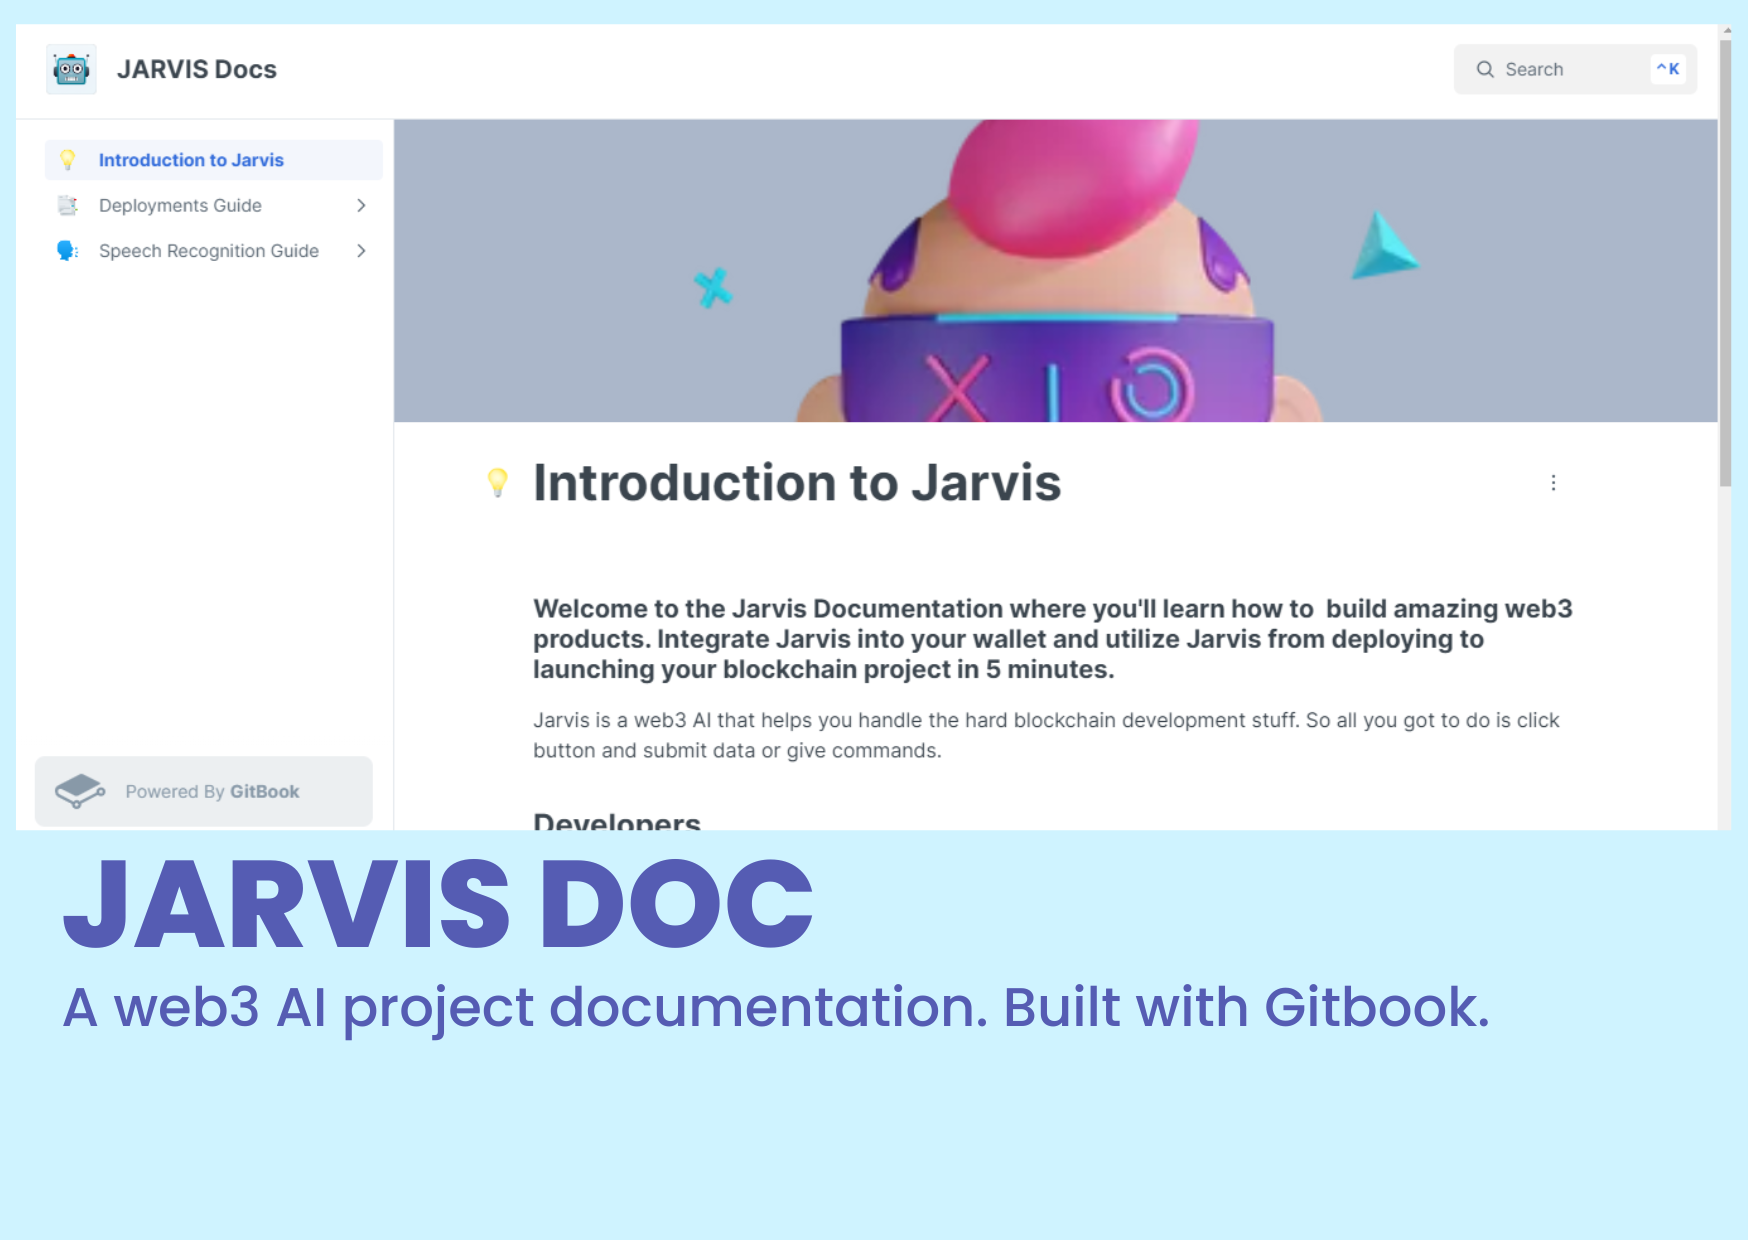 JARVIS Docs
Search
^K
Introduction to Jarvis
Deployments Guide
Speech Recognition Guide
X I O
Introduction to Jarvis
Welcome to the Jarvis Documentation where you'll learn how to  build amazing web3
products. Integrate Jarvis into your wallet and utilize Jarvis from deploying to
launching your blockchain project in 5 minutes.
Jarvis is a web3 AI that helps you handle the hard blockchain development stuff. So all you got to do is click
button and submit data or give commands.
Developers
Powered By GitBook
JARVIS DOC
A web3 AI project documentation. Built with Gitbook.